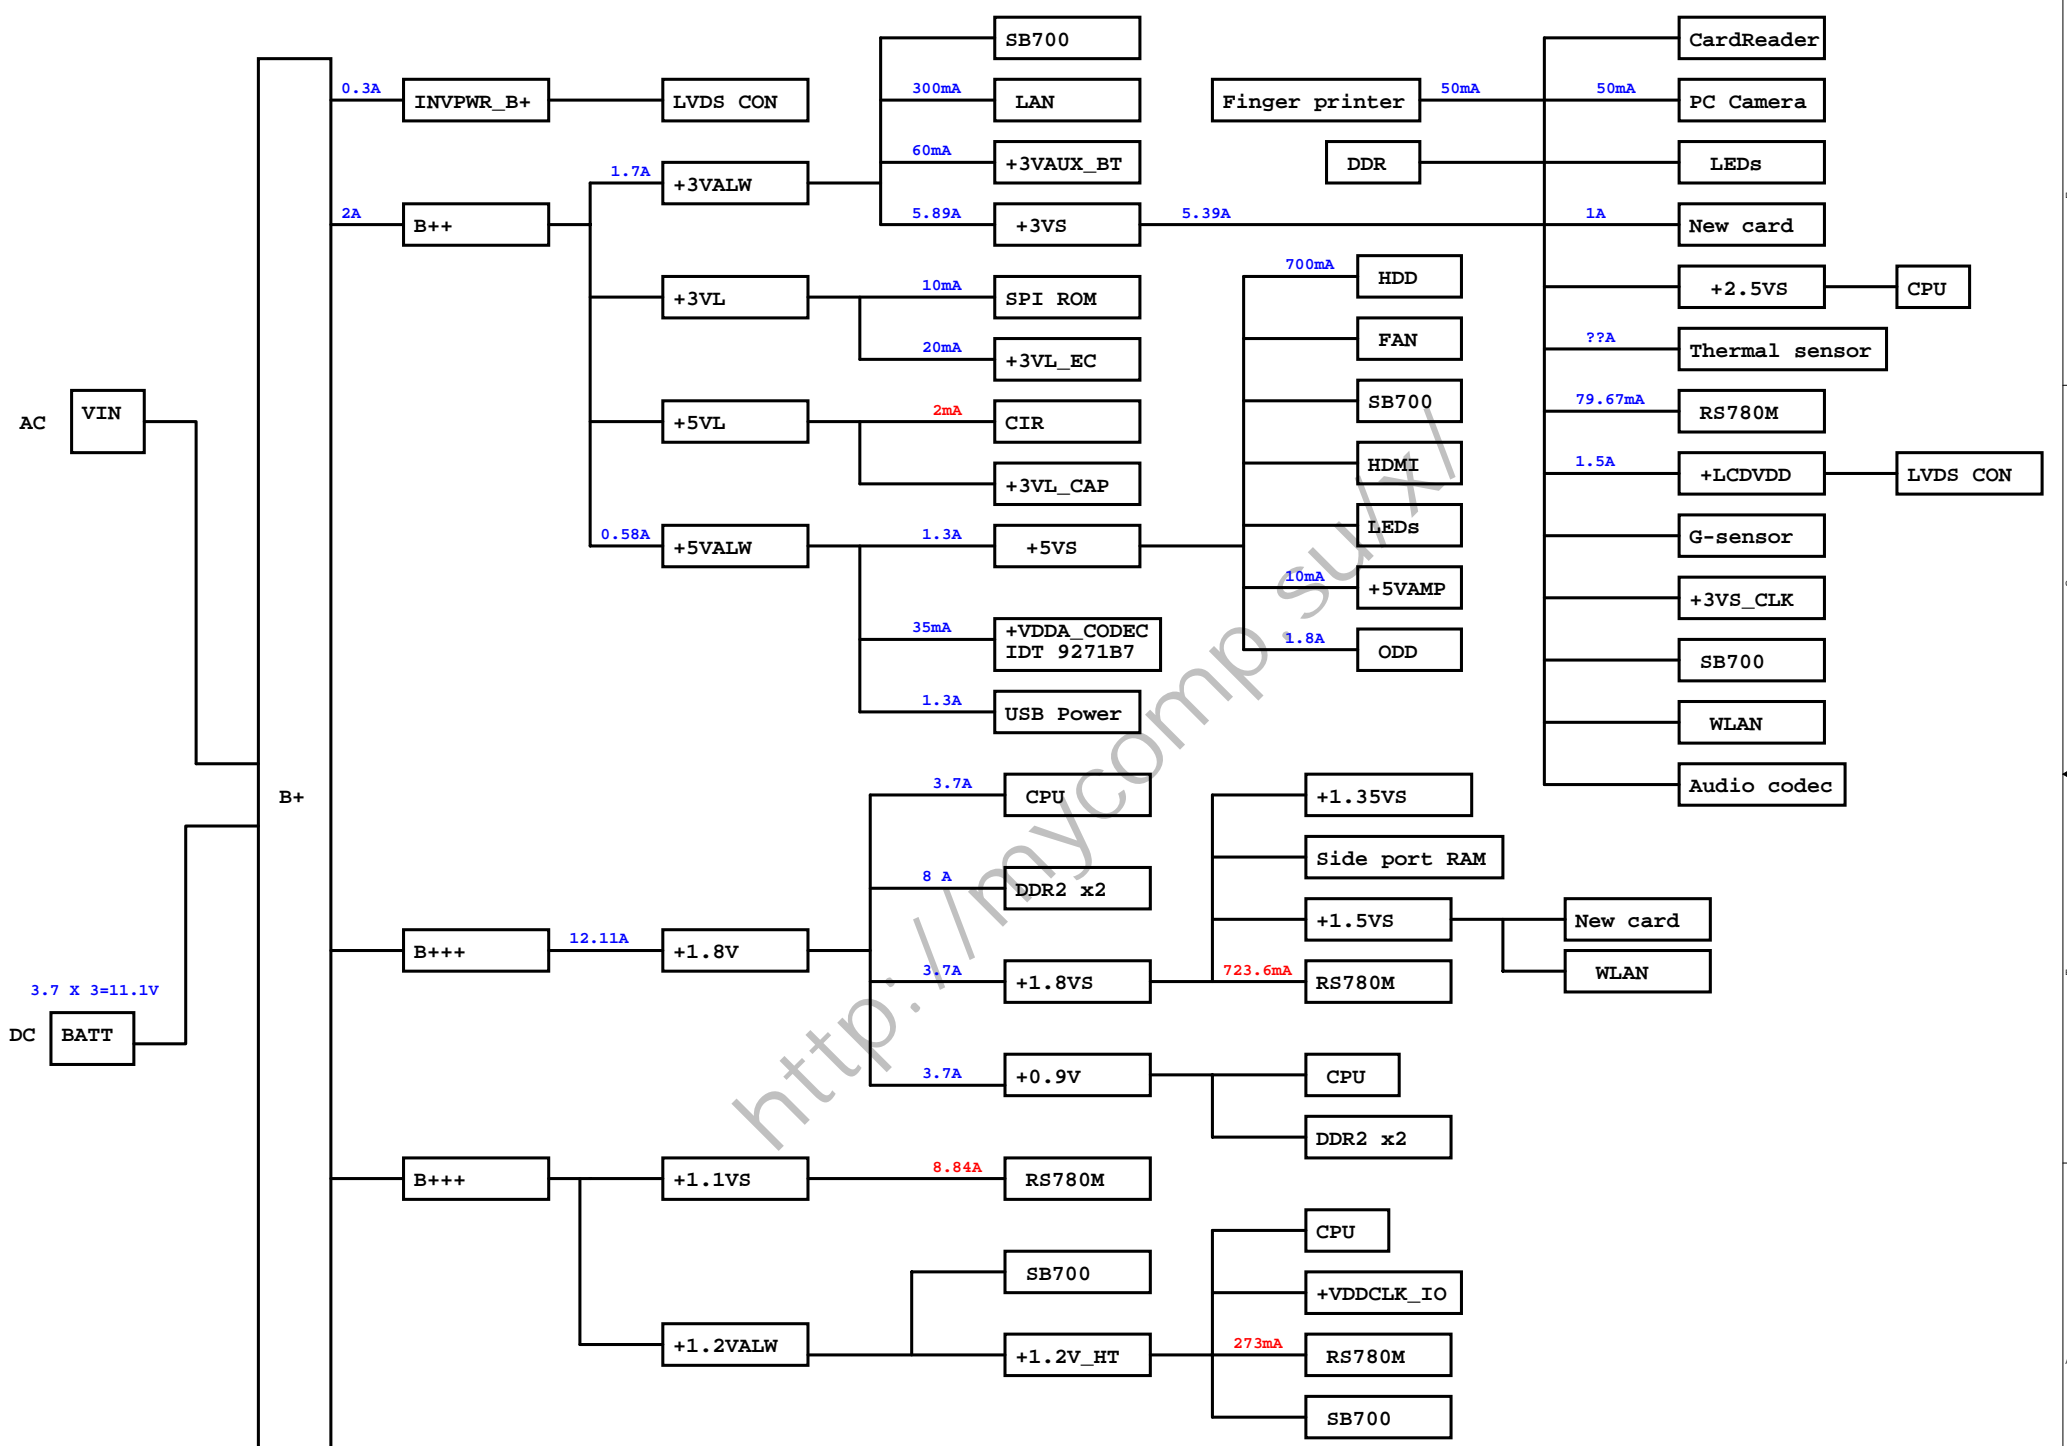 SB700
CardReader
0.3A
INVPWR_B+
LVDS CON
300mA
LAN
Finger printer
50mA
50mA
PC Camera
60mA
+3VAUX_BT
DDR
LEDs
1.7A
+3VALW
2A
B++
5.89A
+3VS
5.39A
1A
New card
700mA
HDD
+3VL
10mA
SPI ROM
+2.5VS
CPU
20mA
+3VL_EC
FAN
??A
Thermal sensor
AC
VIN
+5VL
2mA
CIR
SB700
79.67mA
RS780M
+3VL_CAP
HDMI
1.5A
+LCDVDD
LVDS CON
0.58A
+5VALW
1.3A
+5VS
LEDs
G-sensor
10mA
+5VAMP
+3VS_CLK
35mA
+VDDA_CODEC
IDT 9271B7
1.8A
ODD
SB700
1.3A
USB Power
WLAN
B+
3.7A
CPU
+1.35VS
Audio codec
8 A
DDR2 x2
Side port RAM
+1.5VS
New card
B+++
12.11A
+1.8V
3.7A
+1.8VS
723.6mA
RS780M
WLAN
3.7 X 3=11.1V
DC
BATT
3.7A
+0.9V
CPU
DDR2 x2
B+++
+1.1VS
8.84A
RS780M
CPU
SB700
+VDDCLK_IO
+1.2VALW
+1.2V_HT
273mA
RS780M
SB700
http://mycomp.su/x/